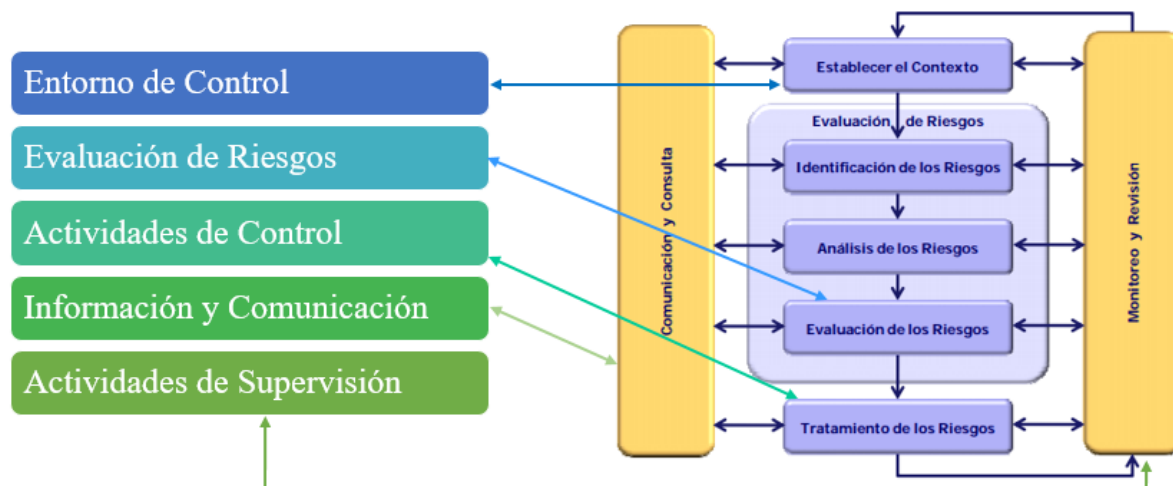 Entorno de Control
Evaluación de Riesgos
Actividades de Control
Información y Comunicación
Actividades de Supervisión
Comunicación y Consulta
Establecer el Contexto
Evaluación de Riesgos
Identificación de los Riesgos
Análisis de los Riesgos
Evaluación de los Riesgos
Tratamiento de los Riesgos
Monitoreo y Revisión